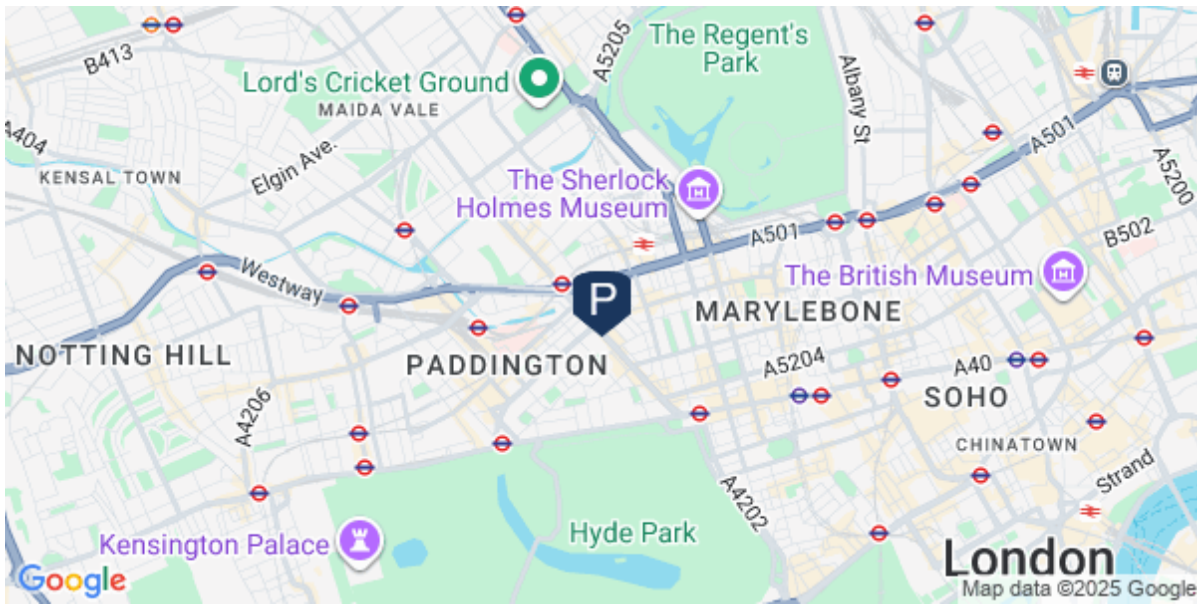 B413
A5205
The Regent's
Park
Lord's Cricket Ground
MAIDA VALE
Albany St
A404
A501
Elgin Ave.
KENSAL TOWN
A5200
The Sherlock
Holmes Museum
A501
B502
Westway
The British Museum
P
MARYLEBONE
NOTTING HILL
PADDINGTON
A5204
A40
SOHO
A4206
CHINATOWN
Strand
A4202
Kensington Palace
Hyde Park
London
Google
Map data ©2025 Google